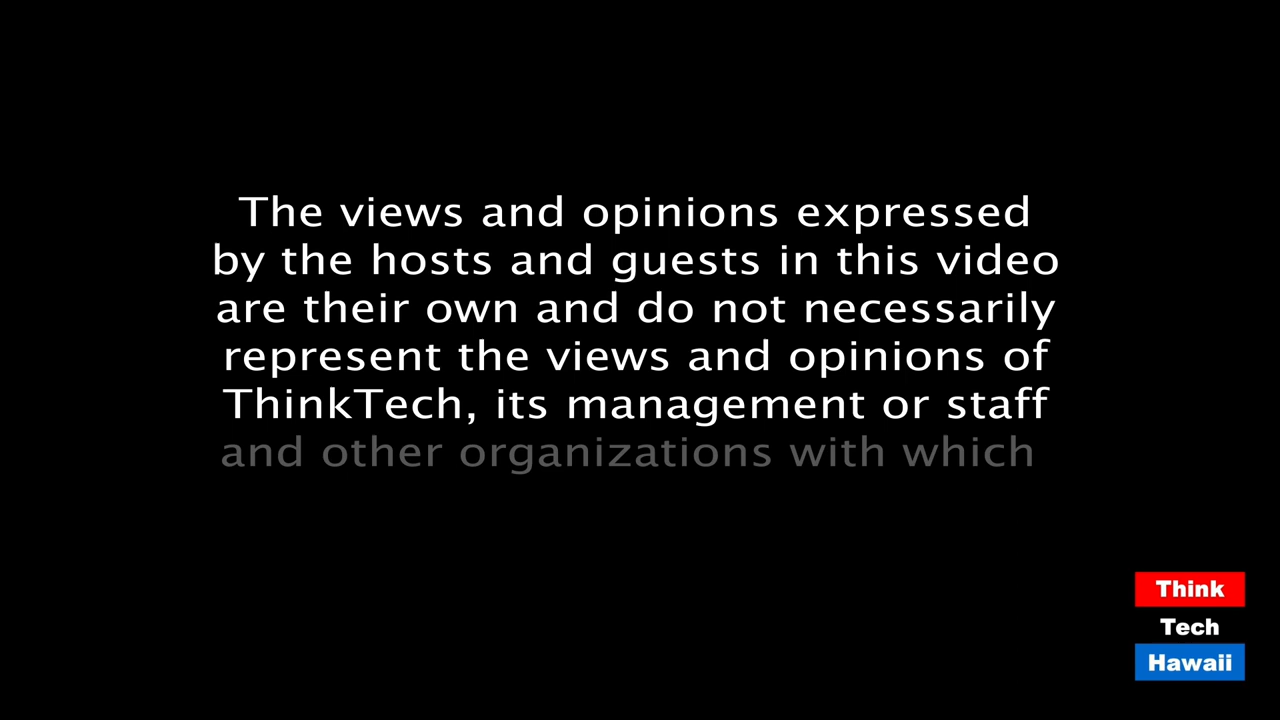 The views and opinions expressed
by the hosts and guests in this video
are their own and do not necessarily
represent the views and opinions of
ThinkTech, its management or staff
and other organizations with which
Think
Tech
Hawaii